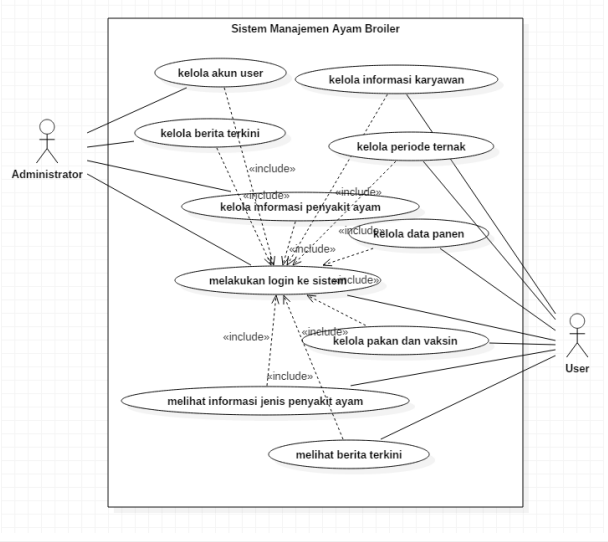 Sistem Manajemen Ayam Broiler
kelola akun user
kelola informasi karyawan
kelola berita terkini
kelola periode ternak
Administrator
«include»
«include»
«include»
kelola informasi penyakit ayam
«include»
kelola data panen
«include»
melakukan login ke sistem
«include»
«include»
«include»
kelola pakan dan vaksin
User
«include»
melihat informasi jenis penyakit ayam
melihat berita terkini